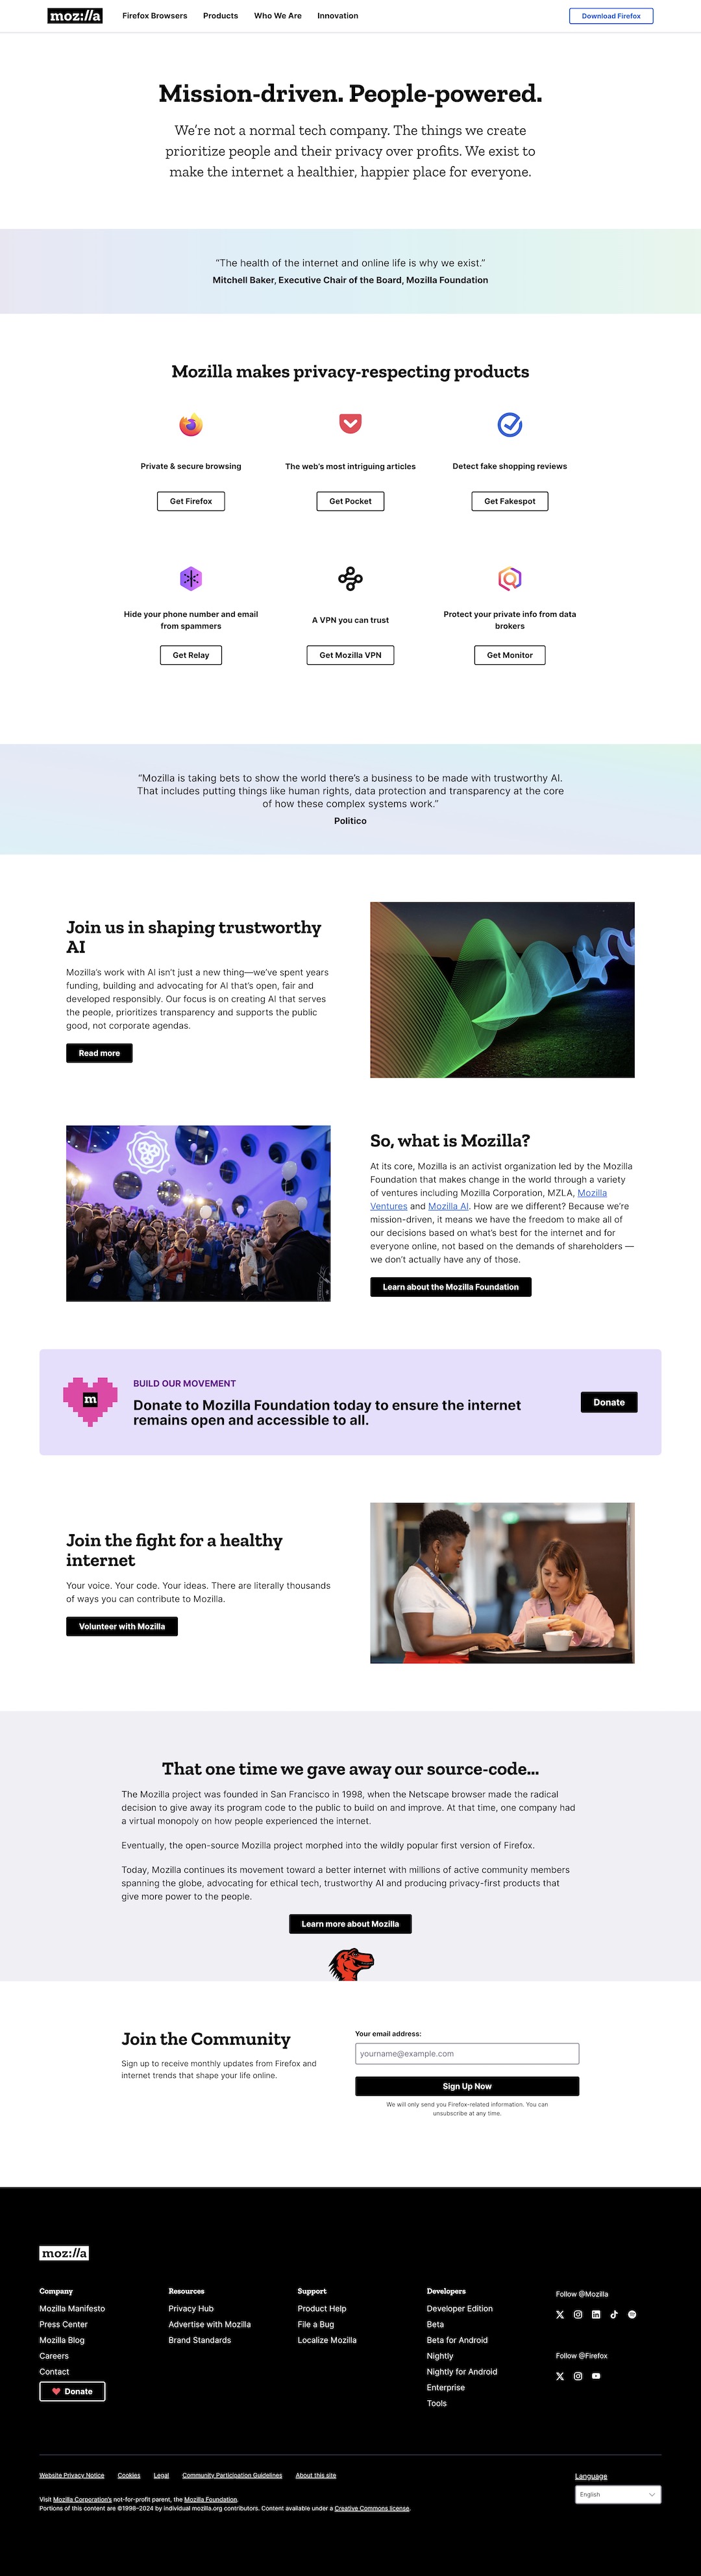 moz://a
Firefox Browsers
Products
Who We Are
Innovation
Download Firefox
Mission-driven. People-powered.
We’re not a normal tech company. The things we create
prioritize people and their privacy over profits. We exist to
make the internet a healthier, happier place for everyone.
“The health of the internet and online life is why we exist.”
Mitchell Baker, Executive Chair of the Board, Mozilla Foundation
Mozilla makes privacy-respecting products
Private & secure browsing
Get Firefox
The web's most intriguing articles
Get Pocket
Detect fake shopping reviews
Get Fakespot
Hide your phone number and email
from spammers
Get Relay
A VPN you can trust
Get Mozilla VPN
Protect your private info from data
brokers
Get Monitor
“Mozilla is taking bets to show the world there’s a business to be made with trustworthy AI.
That includes putting things like human rights, data protection and transparency at the core
of how these complex systems work.”
Politico
Join us in shaping trustworthy
AI
Mozilla’s work with AI isn’t just a new thing—we’ve spent years
funding, building and advocating for AI that’s open, fair and
developed responsibly. Our focus is on creating AI that serves
the people, prioritizes transparency and supports the public
good, not corporate agendas.
Read more
So, what is Mozilla?
At its core, Mozilla is an activist organization led by the Mozilla
Foundation that makes change in the world through a variety
of ventures including Mozilla Corporation, MZLA, Mozilla
Ventures and Mozilla AI. How are we different? Because we’re
mission-driven, it means we have the freedom to make all of
our decisions based on what’s best for the internet and for
everyone online, not based on the demands of shareholders —
we don’t actually have any of those.
Learn about the Mozilla Foundation
m
BUILD OUR MOVEMENT
Donate to Mozilla Foundation today to ensure the internet
remains open and accessible to all.
Donate
Join the fight for a healthy
internet
Your voice. Your code. Your ideas. There are literally thousands
of ways you can contribute to Mozilla.
Volunteer with Mozilla
That one time we gave away our source-code…
The Mozilla project was founded in San Francisco in 1998, when the Netscape browser made the radical
decision to give away its program code to the public to build on and improve. At that time, one company had
a virtual monopoly on how people experienced the internet.
Eventually, the open-source Mozilla project morphed into the wildly popular first version of Firefox.
Today, Mozilla continues its movement toward a better internet with millions of active community members
spanning the globe, advocating for ethical tech, trustworthy AI and producing privacy-first products that
give more power to the people.
Learn more about Mozilla
Join the Community
Sign up to receive monthly updates from Firefox and
internet trends that shape your life online.
Your email address:
yourname@example.com
Sign Up Now
We will only send you Firefox-related information. You can
unsubscribe at any time.
moz://a
Company
Mozilla Manifesto
Press Center
Mozilla Blog
Careers
Contact
Donate
Resources
Privacy Hub
Advertise with Mozilla
Brand Standards
Support
Product Help
File a Bug
Localize Mozilla
Developers
Developer Edition
Beta
Beta for Android
Nightly
Nightly for Android
Enterprise
Tools
Follow @Mozilla
Follow @Firefox
Website Privacy Notice
Cookies
Legal
Community Participation Guidelines
About this site
Language
English
Visit Mozilla Corporation’s not-for-profit parent, the Mozilla Foundation.
Portions of this content are ©1998–2024 by individual mozilla.org contributors. Content available under a Creative Commons license.